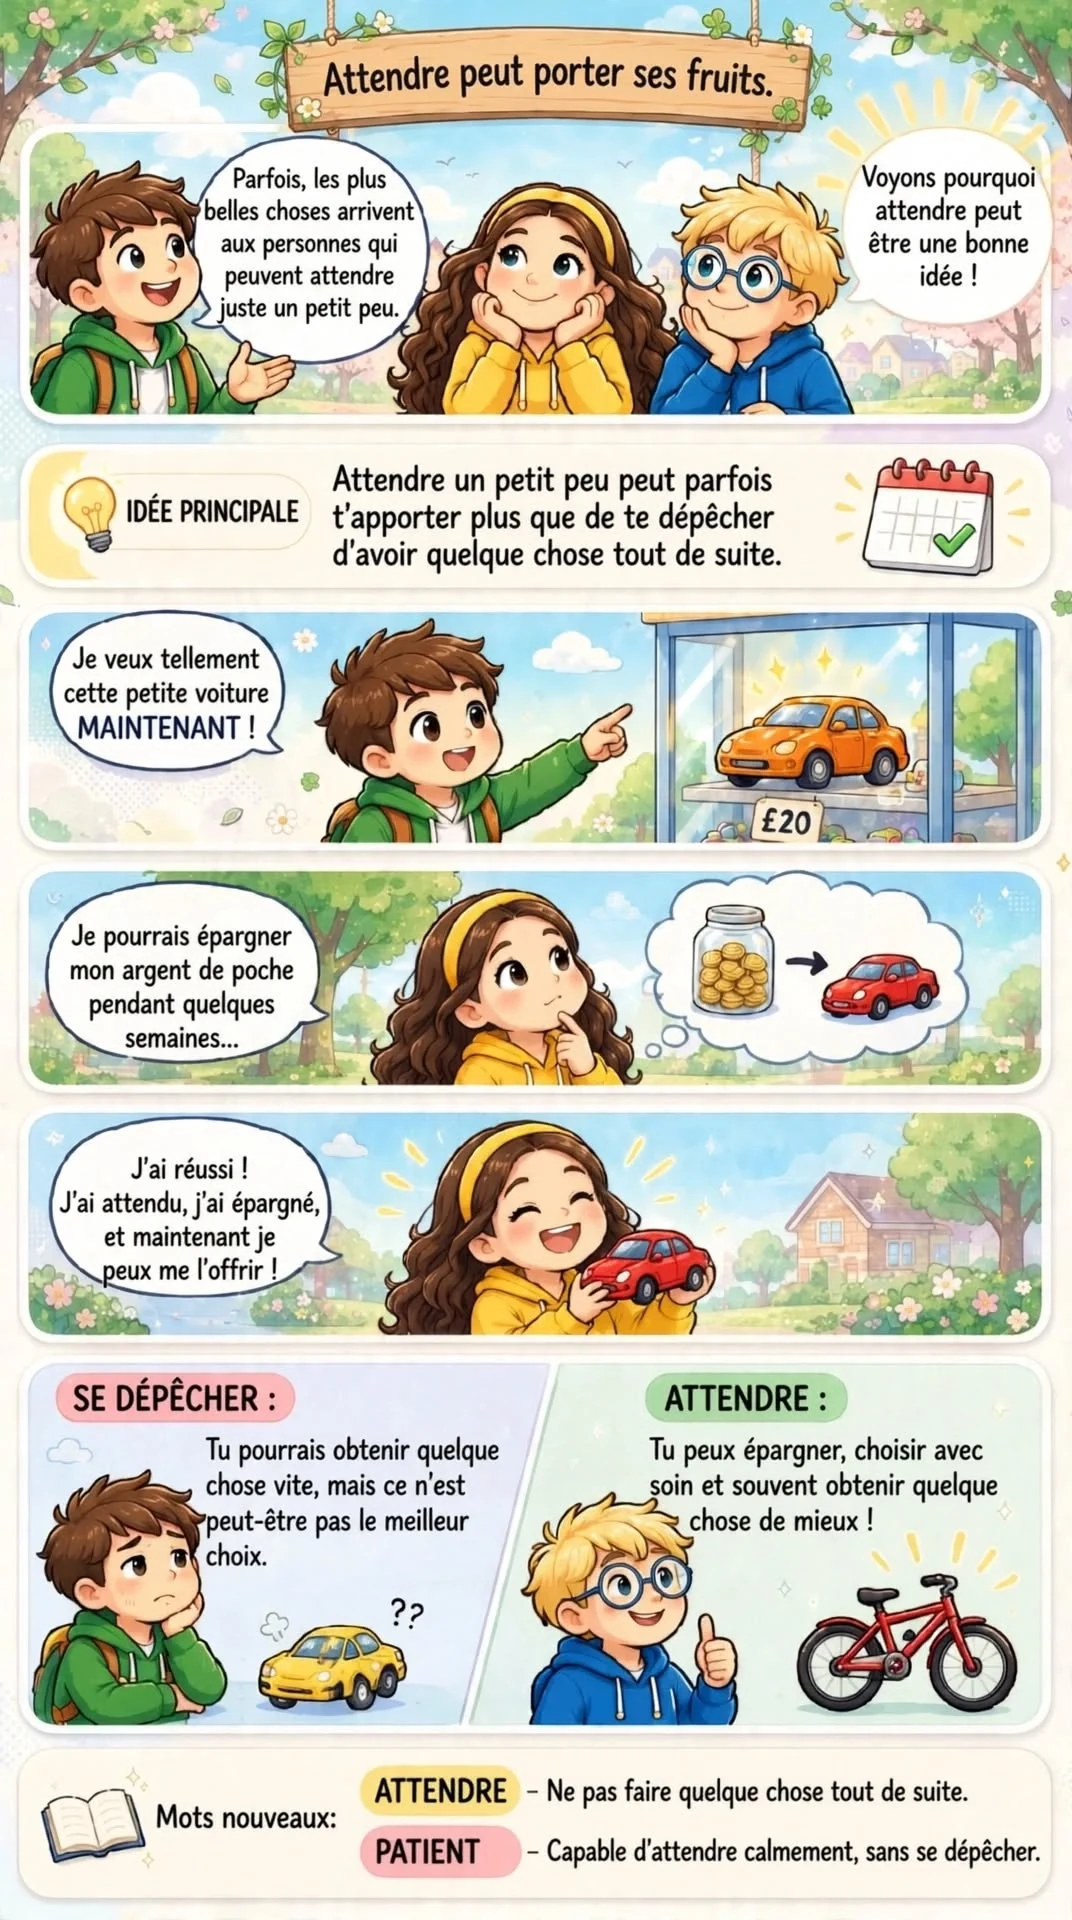 Attendre peut porter ses fruits.
Parfois, les plus
belles choses arrivent
aux personnes qui
peuvent attendre
juste un petit peu.
Voyons pourquoi
attendre peut
être une bonne
idée !
IDÉE PRINCIPALE
Attendre un petit peu peut parfois
t'apporter plus que de te dépêcher
d'avoir quelque chose tout de suite.
Je veux tellement
cette petite voiture
MAINTENANT !
£20
Je pourrais épargner
mon argent de poche
pendant quelques
semaines...
J'ai réussi !
J'ai attendu, j'ai épargné,
et maintenant je
peux me l'offrir !
SE DÉPÊCHER :
Tu pourrais obtenir quelque
chose vite, mais ce n'est
peut-être pas le meilleur
choix.
??
ATTENDRE :
Tu peux épargner, choisir avec
soin et souvent obtenir quelque
chose de mieux !
Mots nouveaux:
ATTENDRE – Ne pas faire quelque chose tout de suite.
PATIENT – Capable d'attendre calmement, sans se dépêcher.